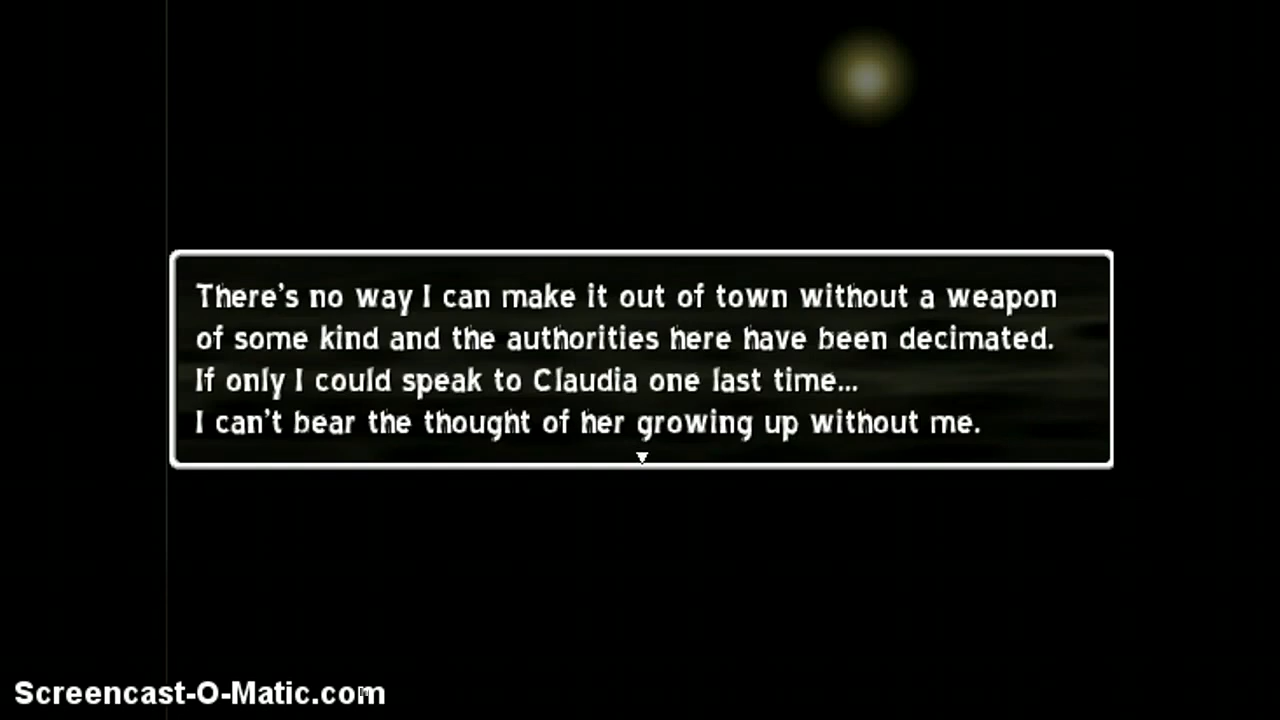 There's no way I can make it out of town without a weapon
of some kind and the authorities here have been decimated.
If only I could speak to Claudia one last time...
I can't bear the thought of her growing up without me.
Screencast-O-Matic.com